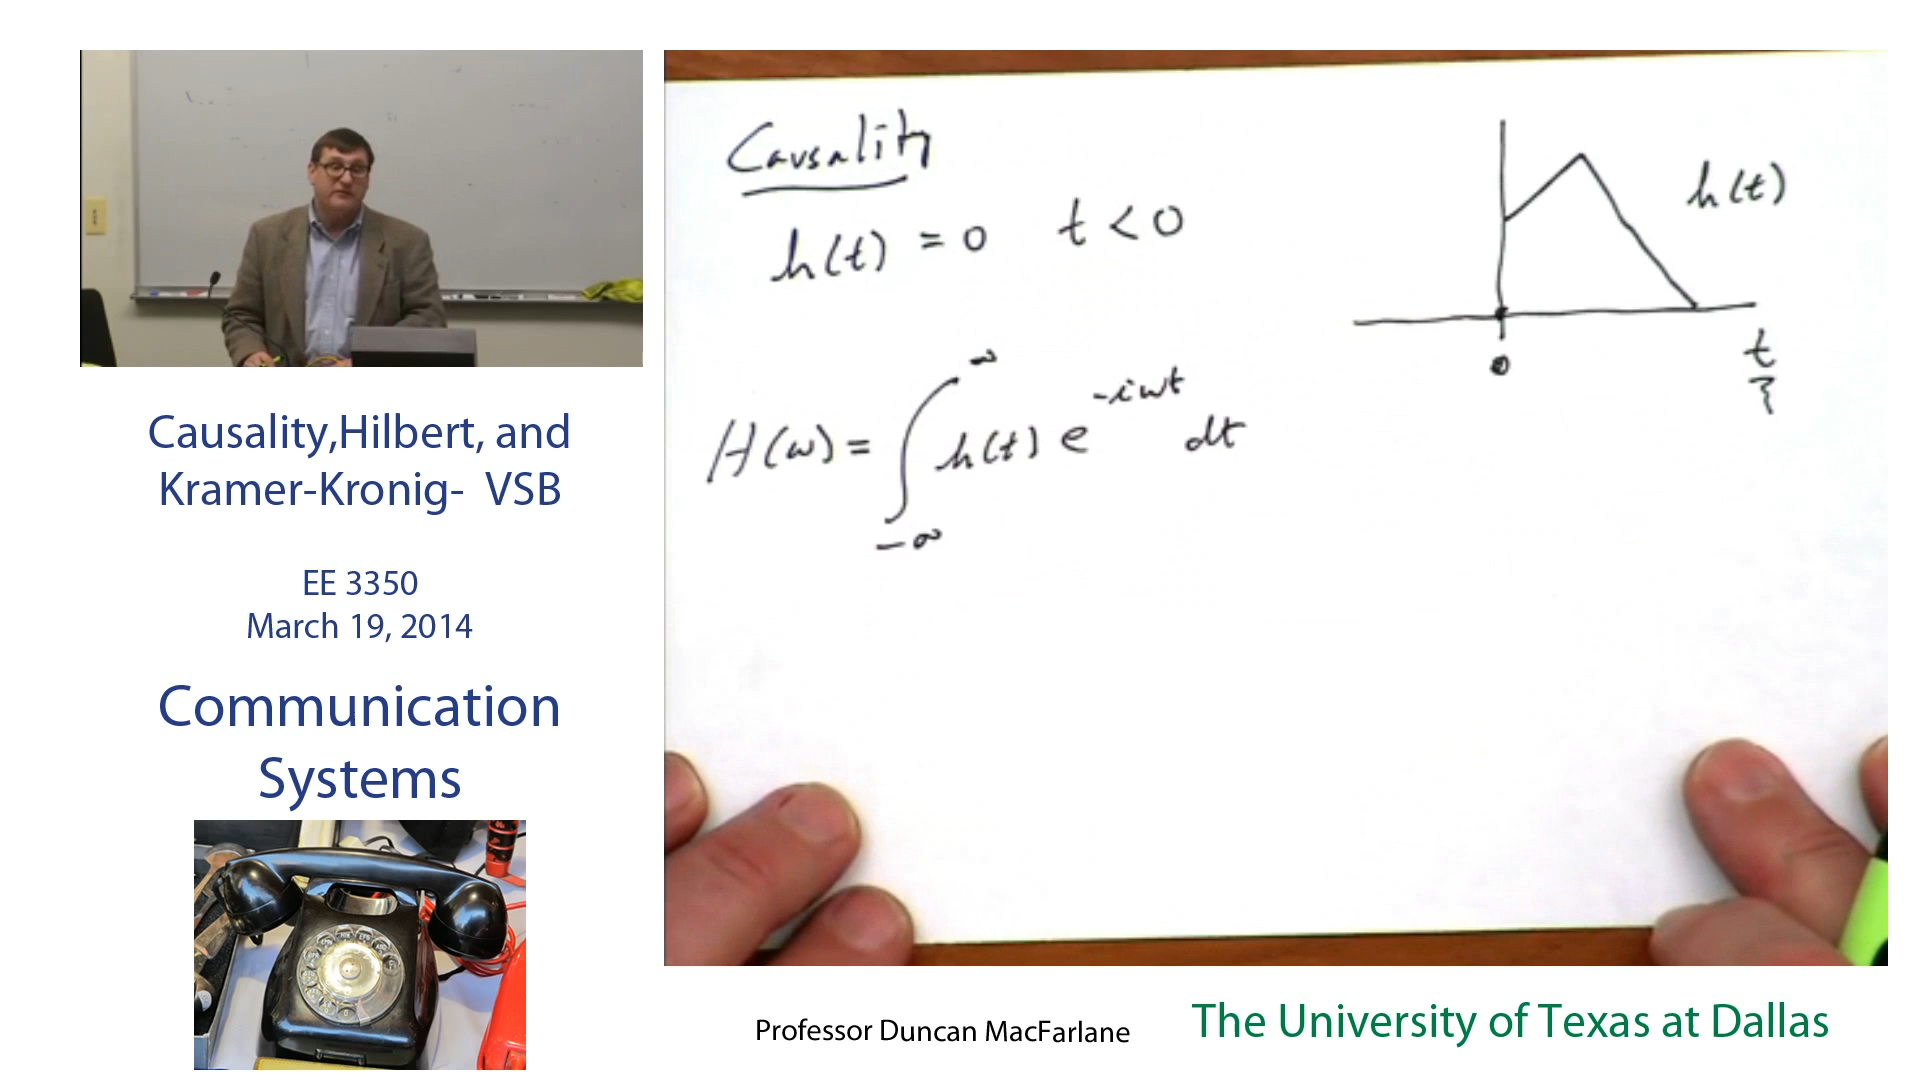 Causality,Hilbert, and
Kramer-Kronig- VSB
EE 3350
March 19, 2014
Communication
Systems
Causality
h(t) = 0 t < 0
h(t)
0
t
H(ω) = ∫ h(t) e^{-iωt} dt
∞
-∞
Professor Duncan MacFarlane
The University of Texas at Dallas